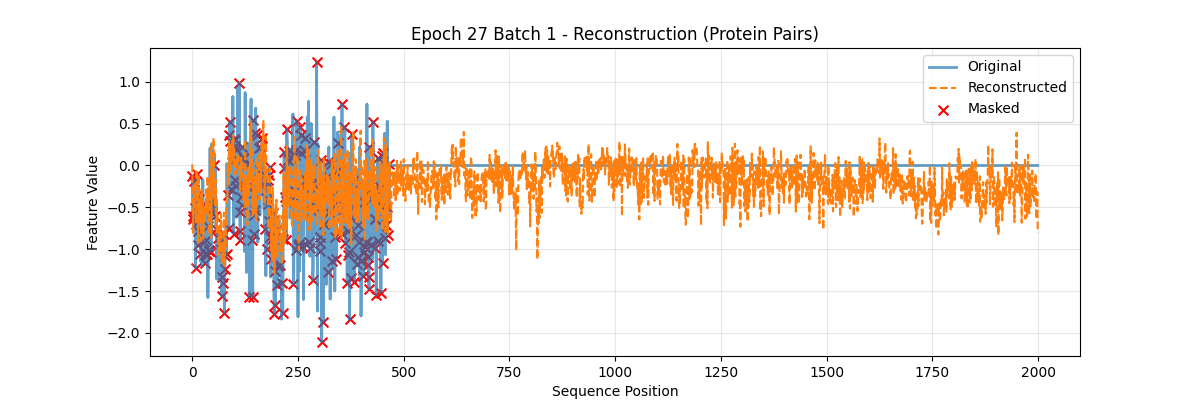 Epoch 27 Batch 1 - Reconstruction (Protein Pairs)
Original
Reconstructed
Masked
Feature Value
1.0
0.5
0.0
−0.5
−1.0
−1.5
−2.0
0 250 500 750 1000 1250 1500 1750 2000
Sequence Position